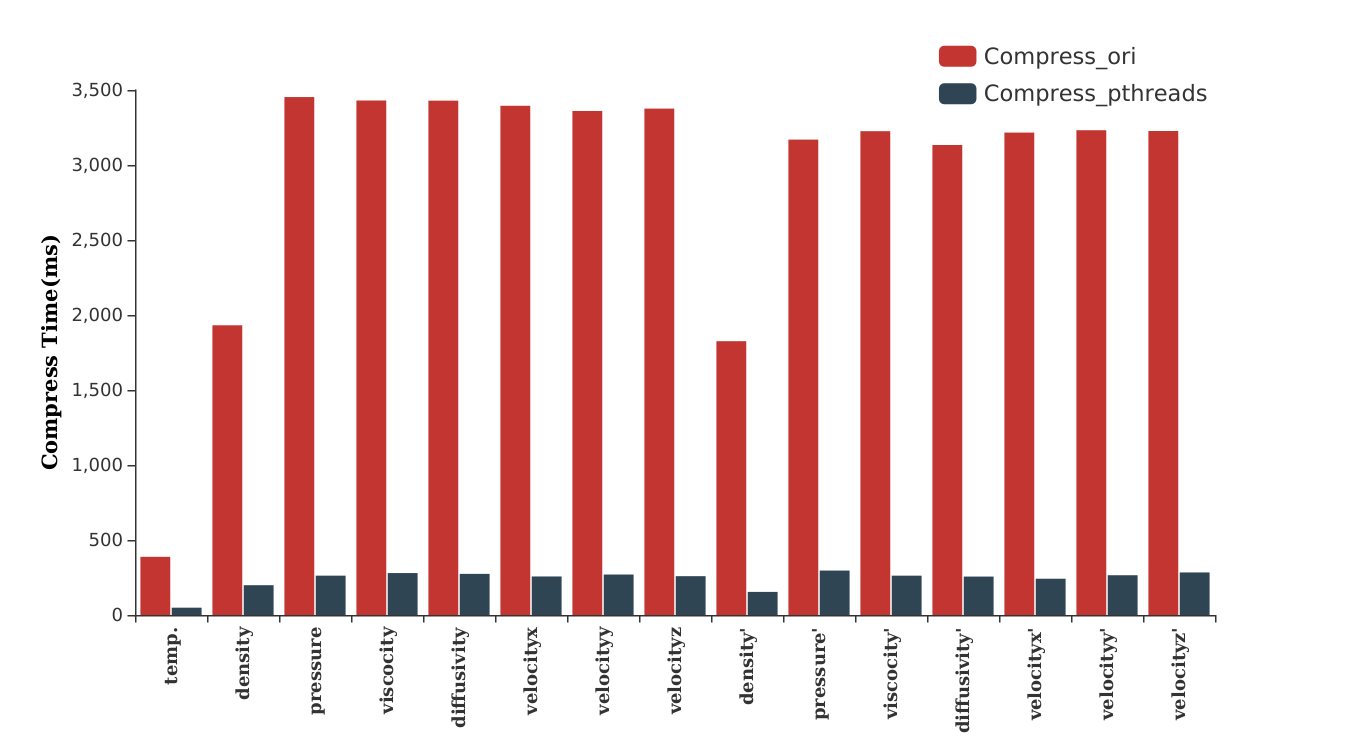 Compress_ori
Compress_pthreads
Compress Time(ms)
3,500
3,000
2,500
2,000
1,500
1,000
500
0
temp.
density
pressure
viscocity
diffusivity
velocityx
velocityy
velocityz
density'
pressure'
viscocity'
diffusivity'
velocityx'
velocityy'
velocityz'